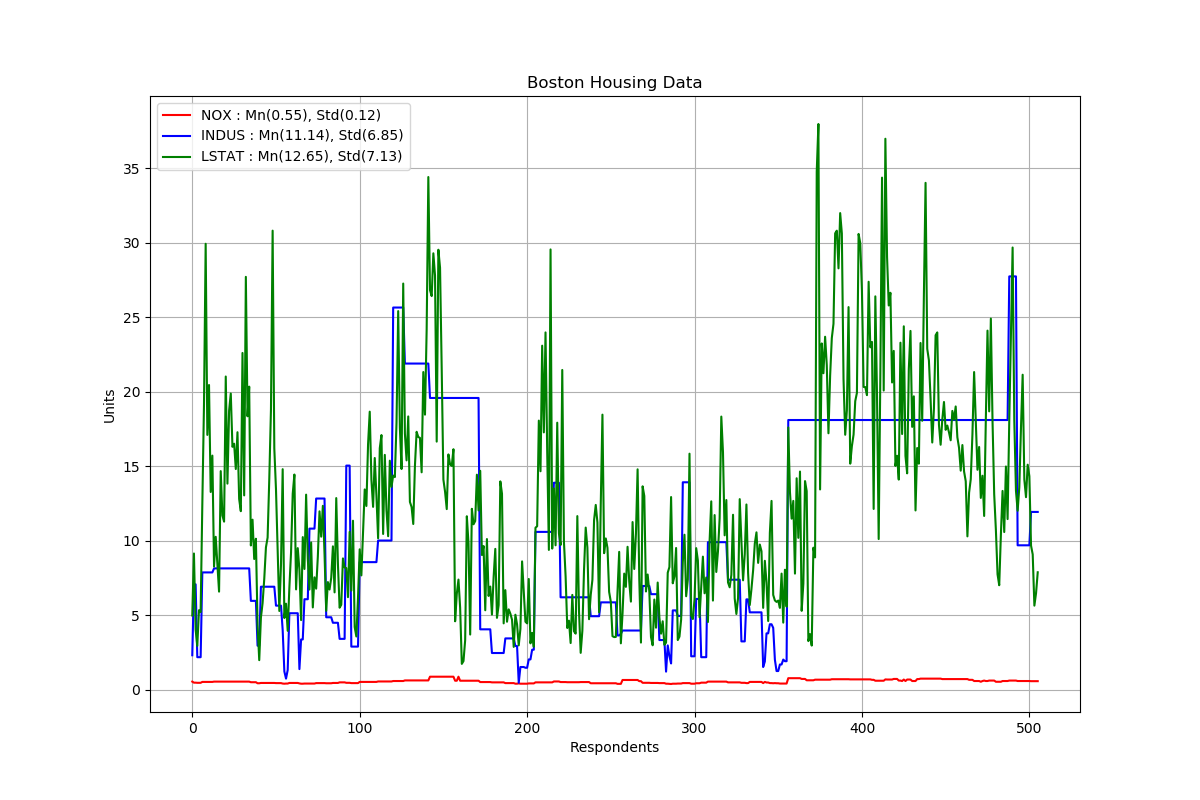 Boston Housing Data
NOX : Mn(0.55), Std(0.12)
INDUS : Mn(11.14), Std(6.85)
LSTAT : Mn(12.65), Std(7.13)
35
30
25
20
15
10
5
0
Units
0 100 200 300 400 500
Respondents